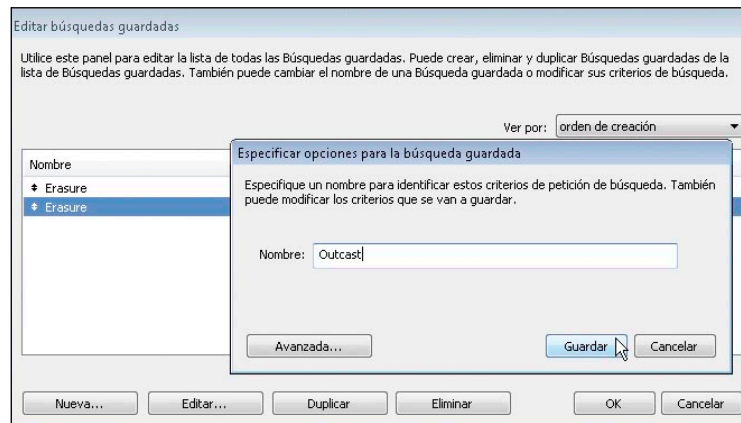 Editar búsquedas guardadas
Utilice este panel para editar la lista de todas las Búsquedas guardadas. Puede crear, eliminar y duplicar Búsquedas guardadas de la
lista de Búsquedas guardadas. También puede cambiar el nombre de una Búsqueda guardada o modificar sus criterios de búsqueda.
Ver por: orden de creación
Nombre
Erasure
Erasure
Especificar opciones para la búsqueda guardada
Especifique un nombre para identificar estos criterios de petición de búsqueda. También
puede modificar los criterios que se van a guardar.
Nombre: Outcast
Avanzada... Guardar Cancelar
Nueva... Editar... Duplicar Eliminar OK Cancelar